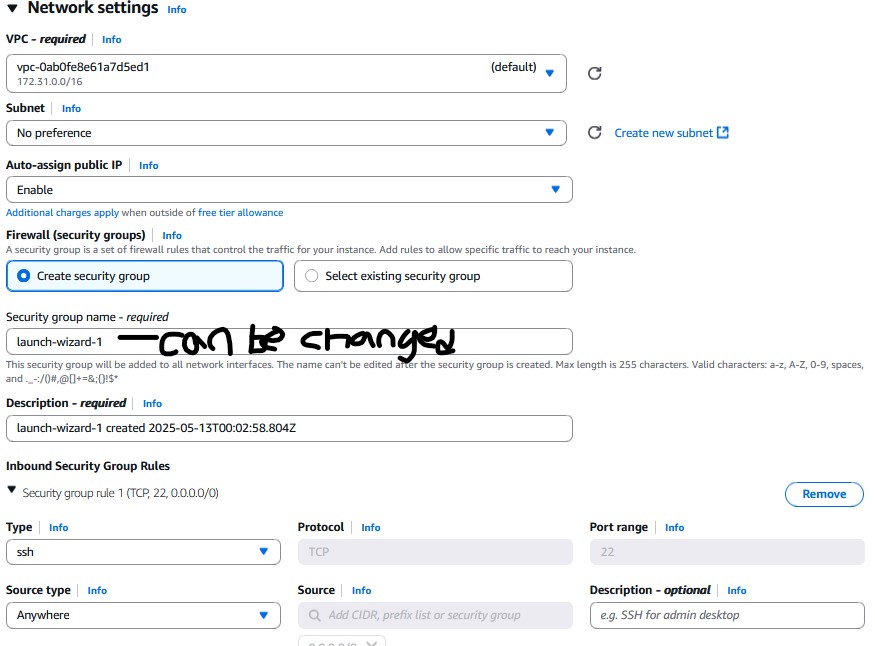 ▼ Network settings Info
VPC - required Info
vpc-0ab0fe8e61a7d5ed1 (default)
172.31.0.0/16
Subnet Info
No preference
Create new subnet
Auto-assign public IP Info
Enable
Additional charges apply when outside of free tier allowance
Firewall (security groups) Info
A security group is a set of firewall rules that control the traffic for your instance. Add rules to allow specific traffic to reach your instance.
Create security group
Select existing security group
Security group name - required
launch-wizard-1 — can be changed
This security group will be added to all network interfaces. The name can't be edited after the security group is created. Max length is 255 characters. Valid characters: a-z, A-Z, 0-9, spaces,
and ._-:/()#,@[]+=&;{}!$*
Description - required Info
launch-wizard-1 created 2025-05-13T00:02:58.804Z
Inbound Security Group Rules
▼ Security group rule 1 (TCP, 22, 0.0.0.0/0)
Remove
Type Info
Protocol Info
Port range Info
ssh
TCP
22
Source type Info
Source Info
Description - optional Info
Anywhere
Add CIDR, prefix list or security group
e.g. SSH for admin desktop
0.0.0.0/0